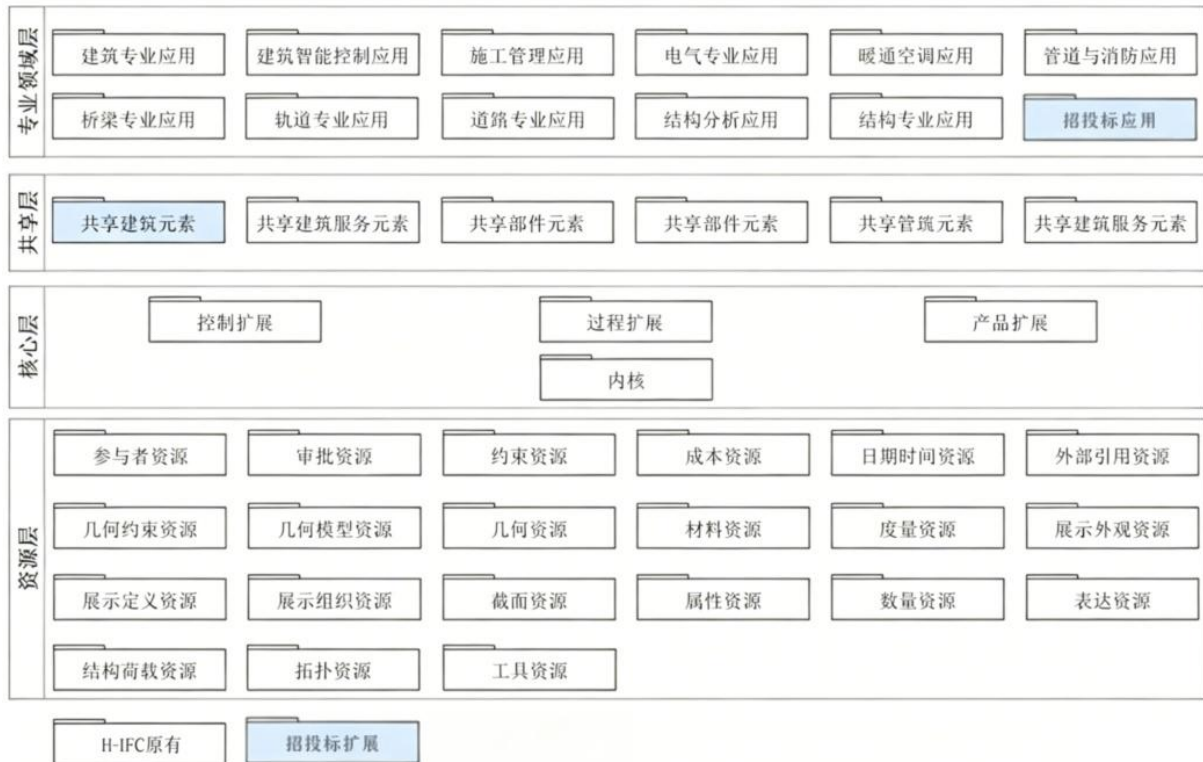 专业领域层
建筑专业应用 建筑智能控制应用 施工管理应用 电气专业应用 暖通空调应用 管道与消防应用
桥梁专业应用 轨道专业应用 道路专业应用 结构分析应用 结构专业应用 招投标应用
共享层
共享建筑元素 共享建筑服务元素 共享部件元素 共享部件元素 共享管筑元素 共享建筑服务元素
核心层
控制扩展 过程扩展 产品扩展
内核
资源层
参与者资源 审批资源 约束资源 成本资源 日期时间资源 外部引用资源
几何约束资源 几何模型资源 几何资源 材料资源 度量资源 展示外观资源
展示定义资源 展示组织资源 截面资源 属性资源 数量资源 表达资源
结构荷载资源 拓扑资源 工具资源
H-IFC原有 招投标扩展